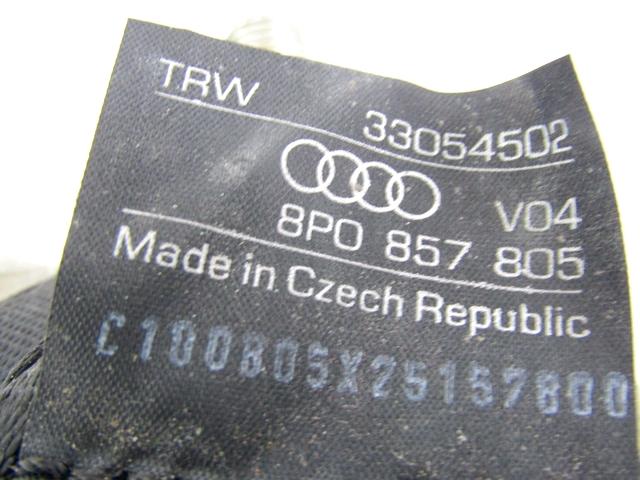 TRW
33054502
V04
8P0 857 805
Made in Czech Republic
C100805X25157800